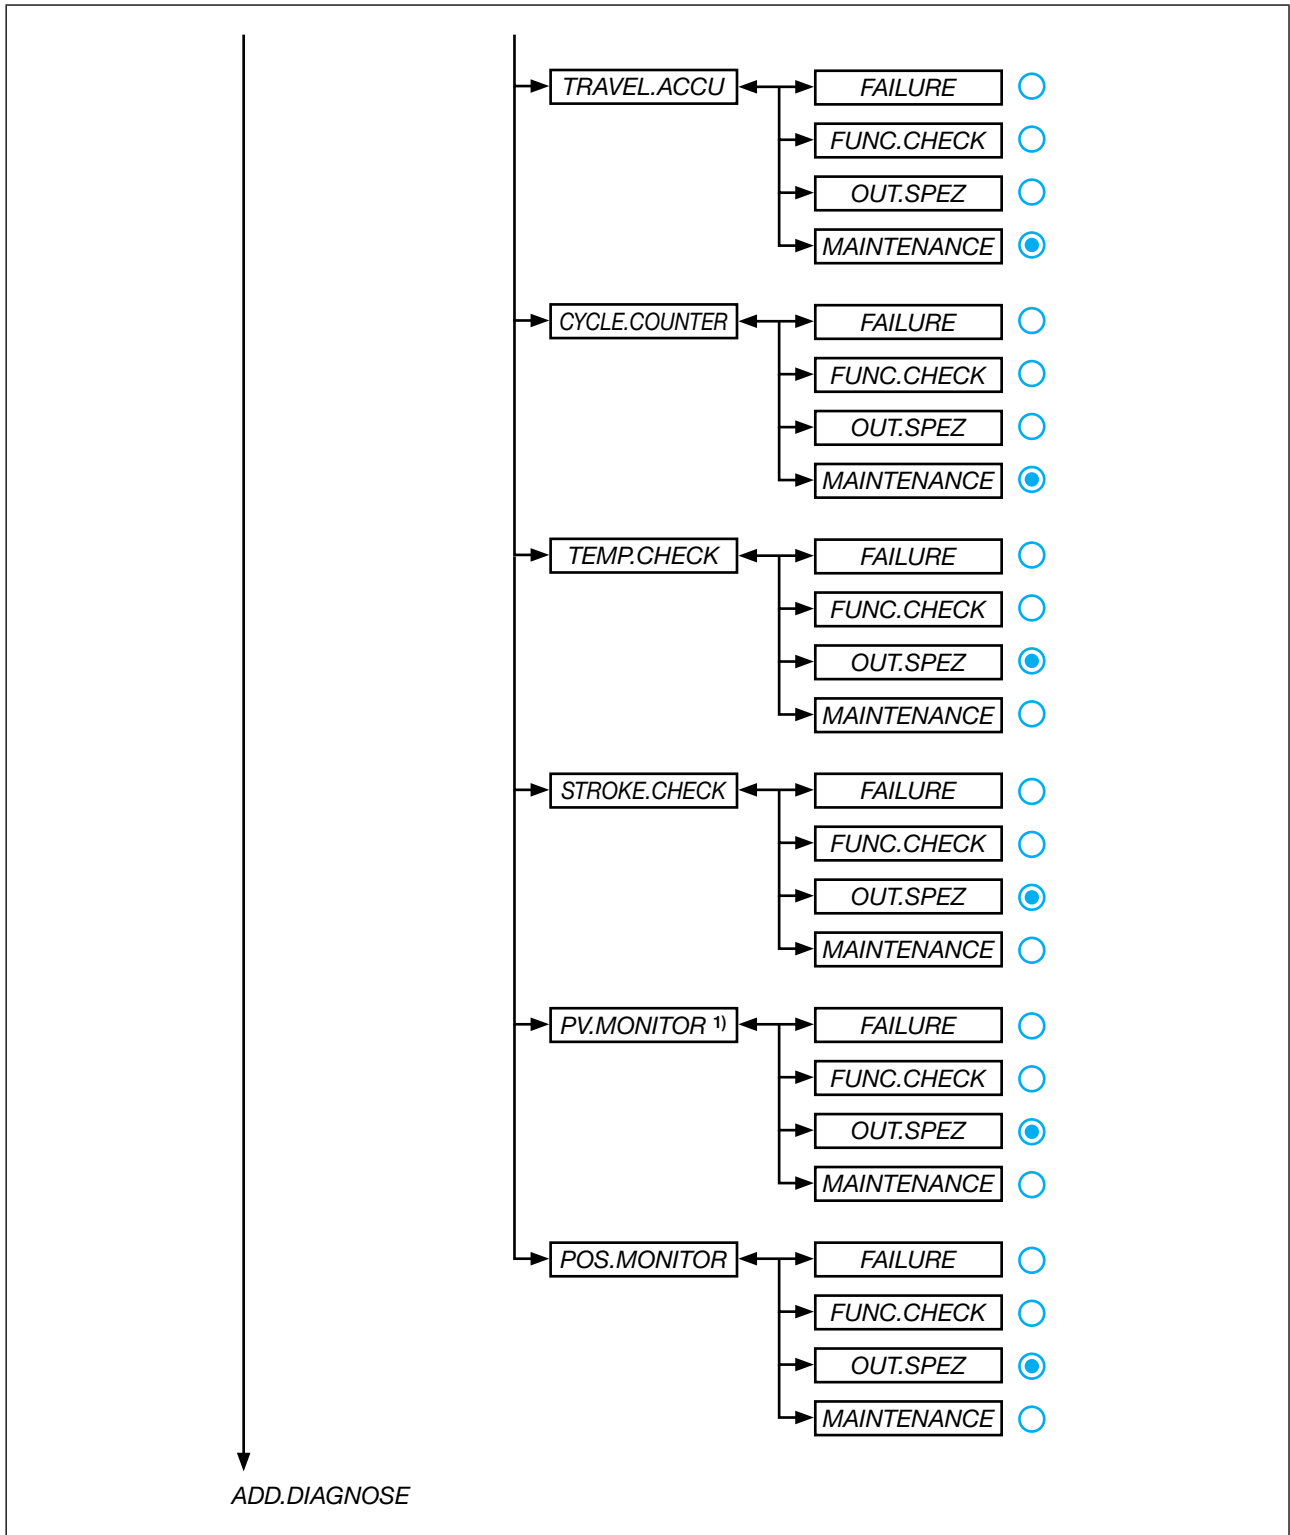 TRAVEL.ACCU
FAILURE
FUNC.CHECK
OUT.SPEZ
MAINTENANCE
CYCLE.COUNTER
FAILURE
FUNC.CHECK
OUT.SPEZ
MAINTENANCE
TEMP.CHECK
FAILURE
FUNC.CHECK
OUT.SPEZ
MAINTENANCE
STROKE.CHECK
FAILURE
FUNC.CHECK
OUT.SPEZ
MAINTENANCE
PV.MONITOR 1)
FAILURE
FUNC.CHECK
OUT.SPEZ
MAINTENANCE
POS.MONITOR
FAILURE
FUNC.CHECK
OUT.SPEZ
MAINTENANCE
ADD.DIAGNOSE